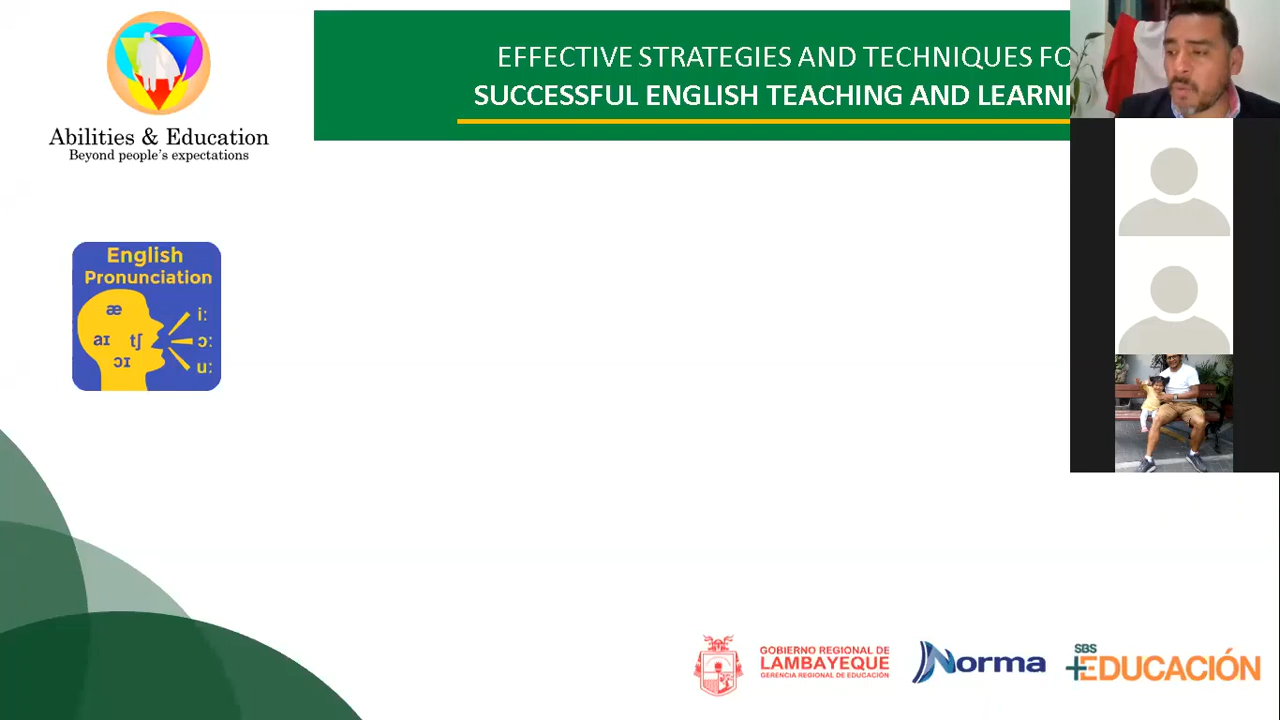 Abilities & Education
Beyond people's expectations
EFFECTIVE STRATEGIES AND TECHNIQUES FO
SUCCESSFUL ENGLISH TEACHING AND LEARNI
English
Pronunciation
æ
i:
aɪ
tʃ
ɔ:
ɔɪ
u:
GOBIERNO REGIONAL DE
LAMBAYEQUE
GERENCIA REGIONAL DE EDUCACIÓN
Norma
SBS
+EDUCACIÓN